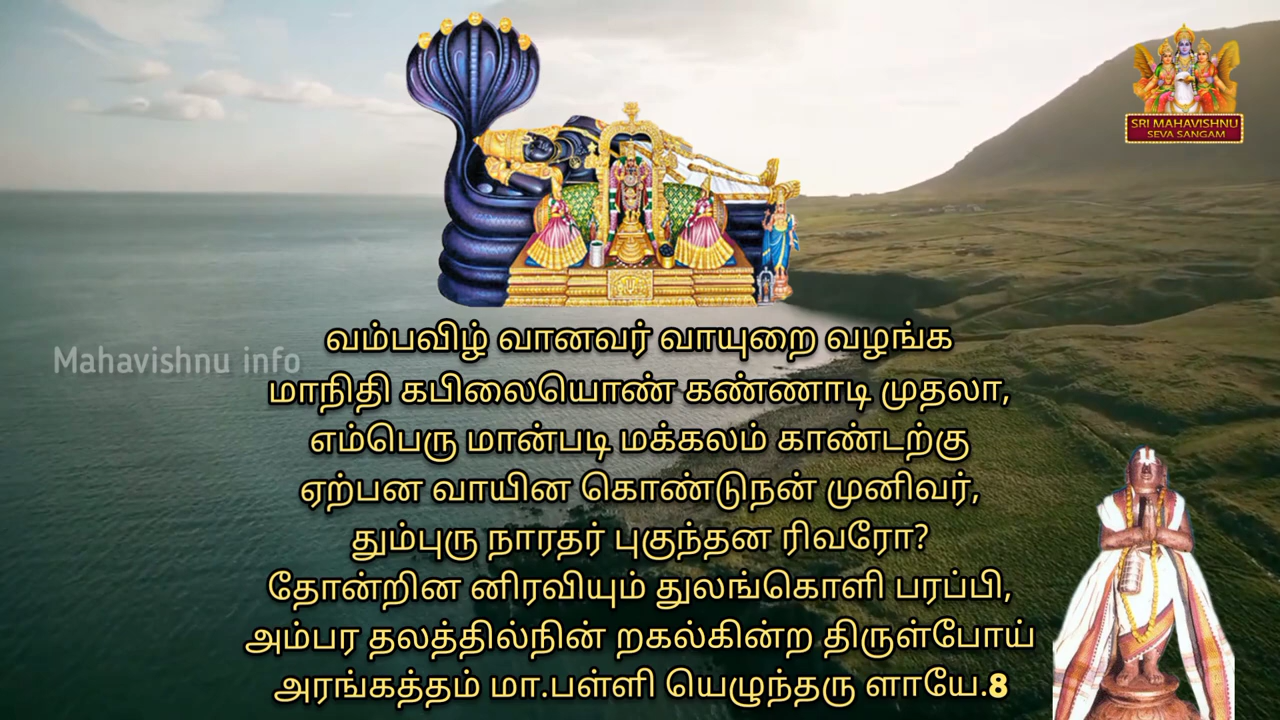 SRI MAHAVISHNU
SEVA SANGAM
வம்பவிழ் வானவர் வாயுறை வழங்க
Mahavishnu info
மாநிதி கபிலையொண் கண்ணாடி முதலா,
எம்பெரு மான்படி மக்கலம் காண்டற்கு
ஏற்பன வாயின கொண்டுநன் முனிவர்,
தும்புரு நாரதர் புகுந்தன ரிவரோ?
தோன்றின னிரவியும் துலங்கொளி பரப்பி,
அம்பர தலத்தில்நின் றகல்கின்ற திருள்போய்
அரங்கத்தம் மா.பள்ளி யெழுந்தரு ளாயே.8